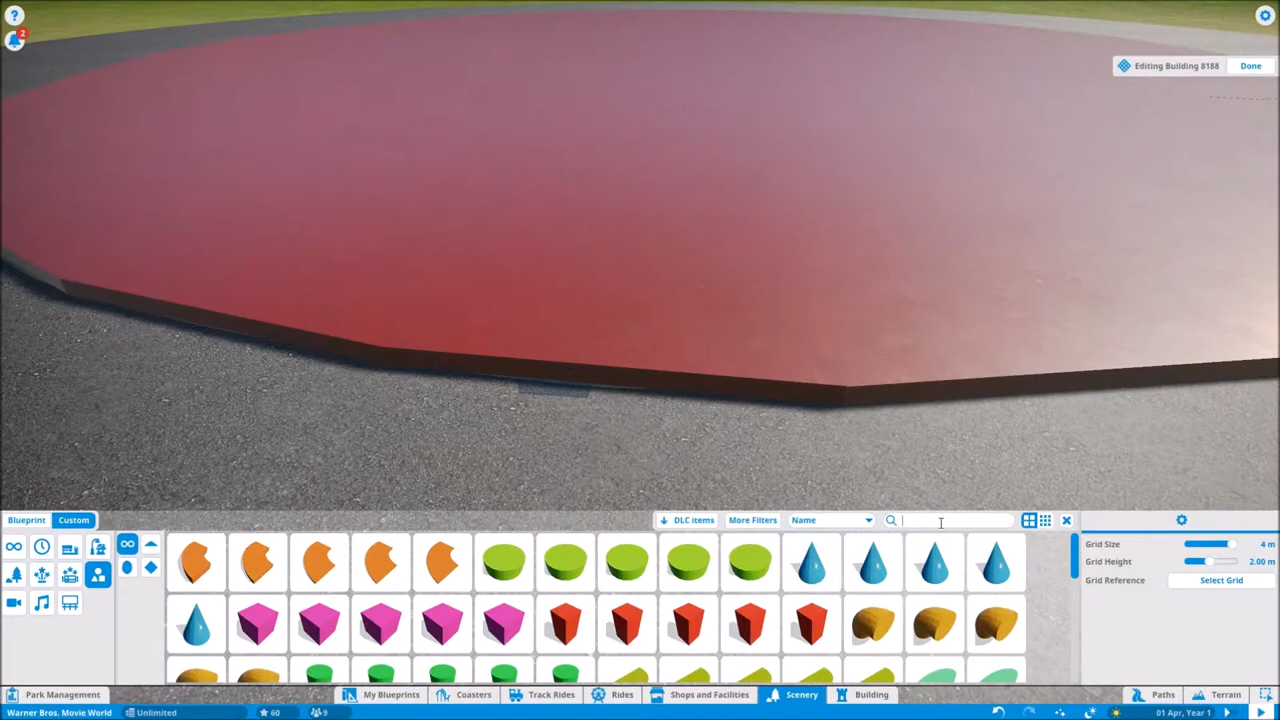 ?
2
Editing Building 8188
Done
Blueprint
Custom
DLC items
More Filters
Name
Grid Size
4 m
Grid Height
2.00 m
Grid Reference
Select Grid
Park Management
My Blueprints
Coasters
Track Rides
Rides
Shops and Facilities
Scenery
Building
Paths
Terrain
Warner Bros. Movie World
Unlimited
60
9
01 Apr, Year 1